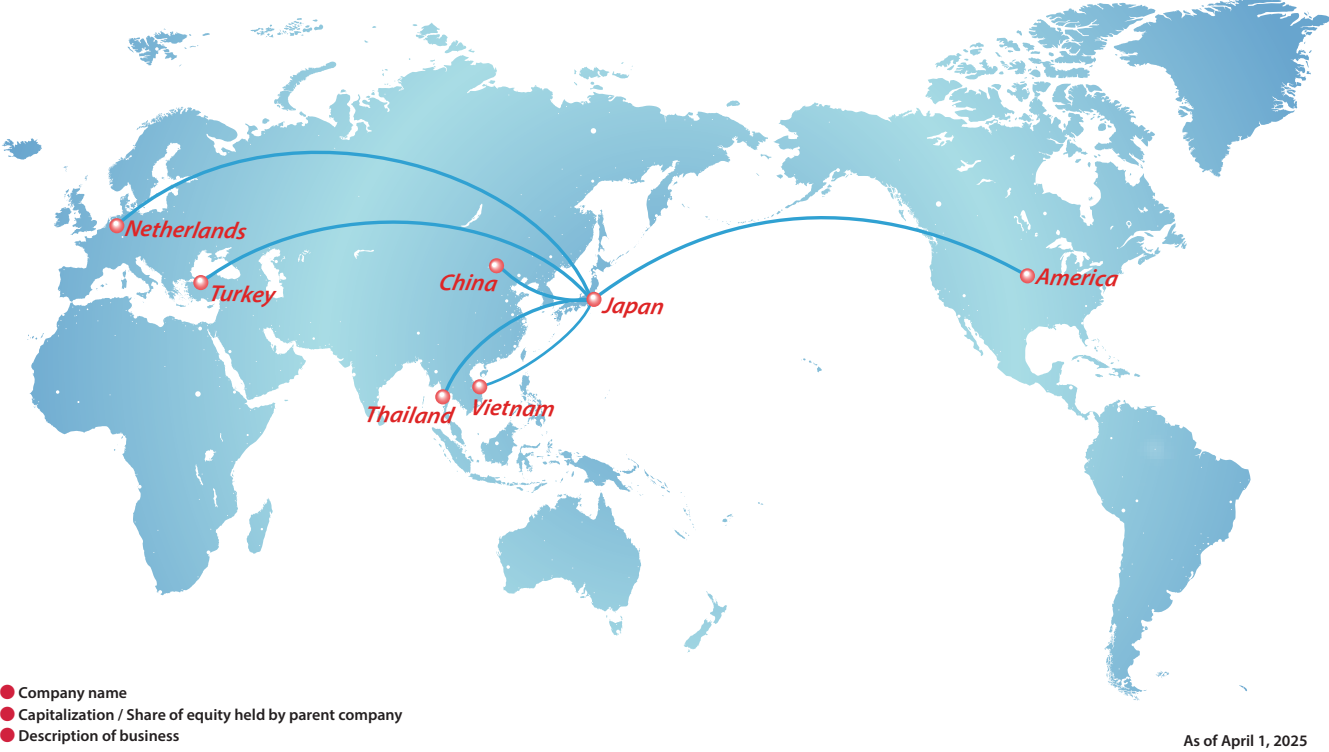 Netherlands
Turkey
China
Japan
America
Thailand
Vietnam
Company name
Capitalization / Share of equity held by parent company
Description of business
As of April 1, 2025